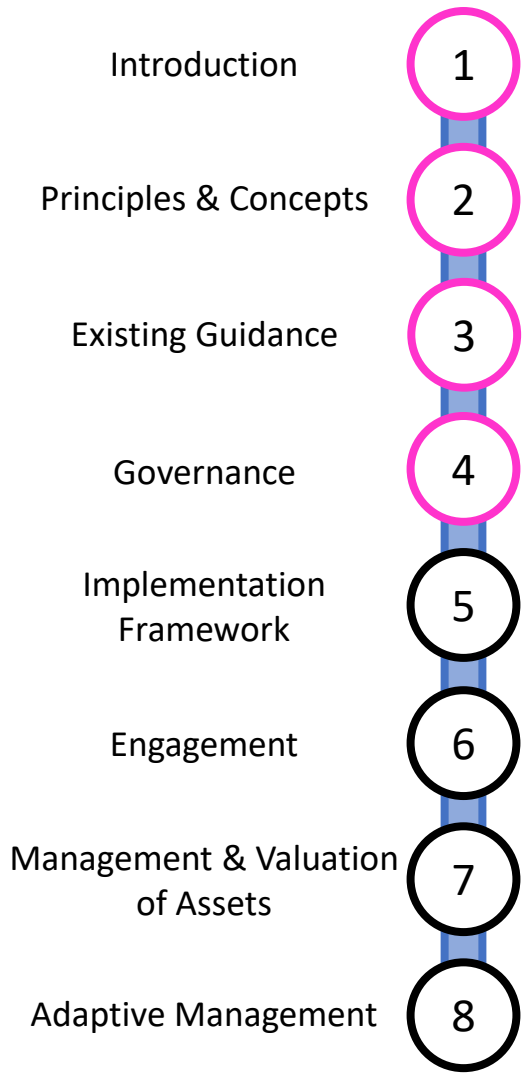 Introduction
1
Principles & Concepts
2
Existing Guidance
3
Governance
4
Implementation
Framework
5
Engagement
6
Management & Valuation
of Assets
7
Adaptive Management
8